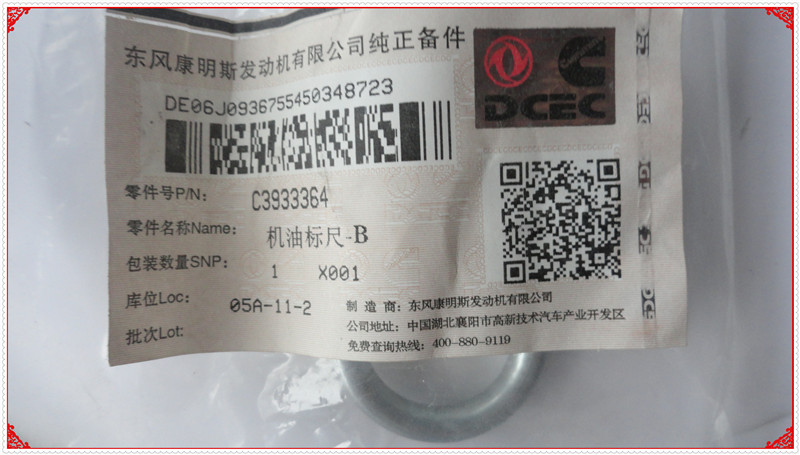 东风康明斯发动机有限公司纯正备件
DCEC
DE06J0936755450348723
零件号P/N: C3933364
零件名称Name: 机油标尺-B
包装数量SNP: 1 X001
库位Loc: 05A-11-2
批次Lot:
制 造 商: 东风康明斯发动机有限公司
公司地址: 中国湖北襄阳市高新技术汽车产业开发区
免费查询热线: 400-880-9119